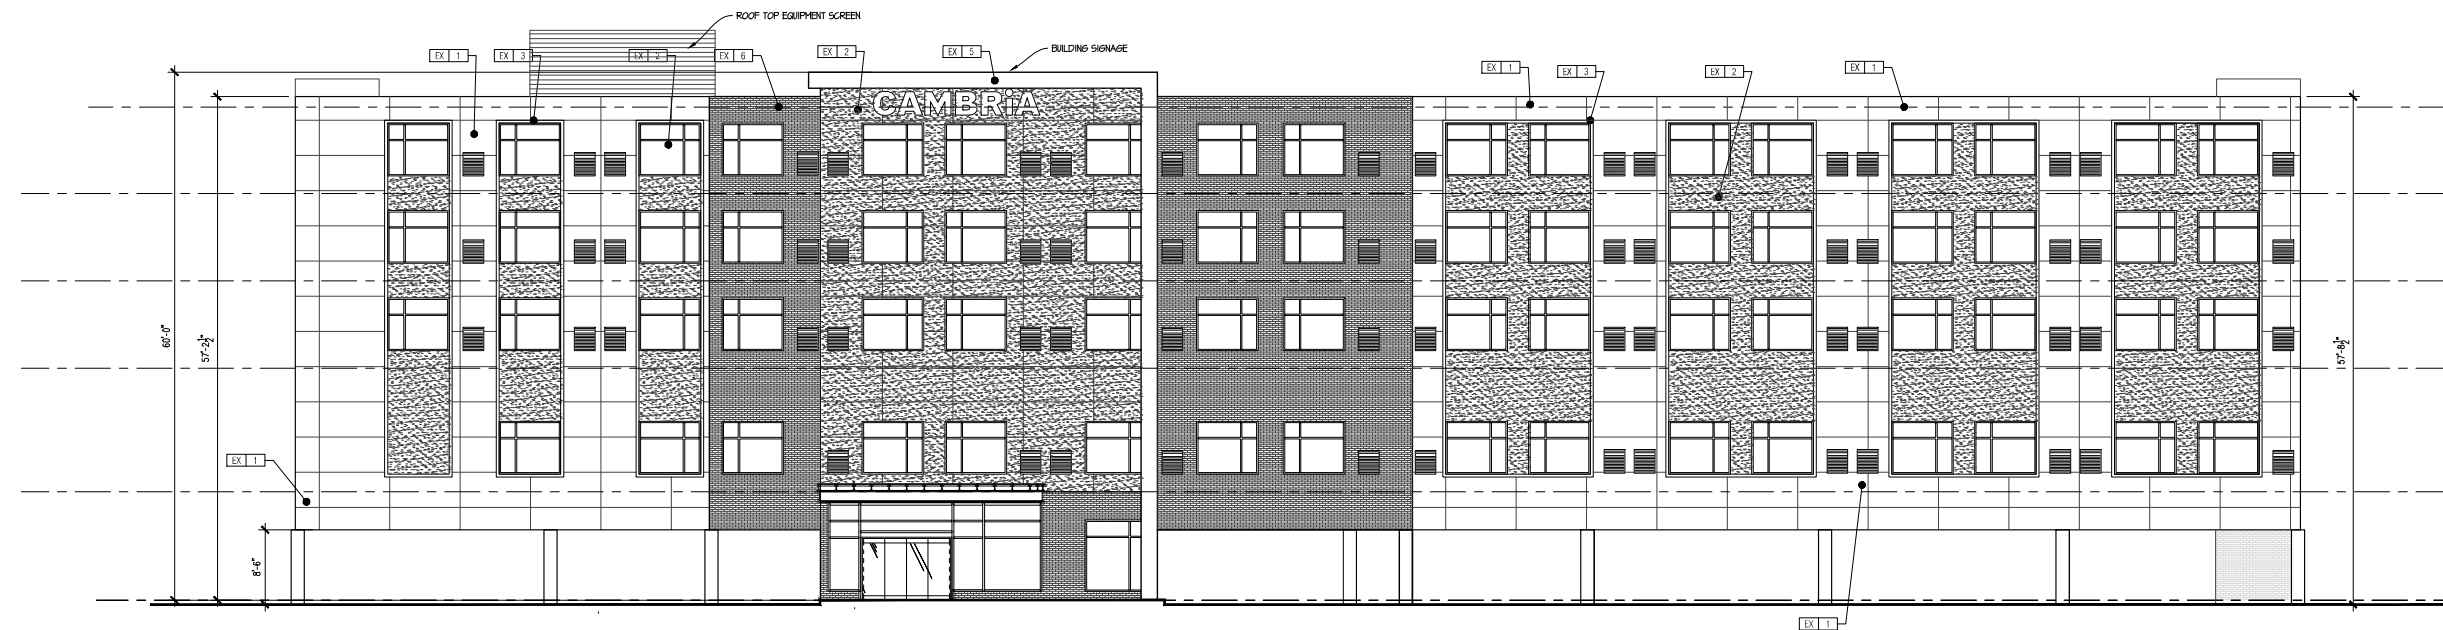 ROOF TOP EQUIPMENT SCREEN
BUILDING SIGNAGE
EX 1
EX 3
EX 2
EX 6
EX 2
EX 5
EX 1
EX 3
EX 2
EX 1
CAMBRiA
60'-0"
57'-2½"
57'-8½"
EX 1
8'-6"
EX 1